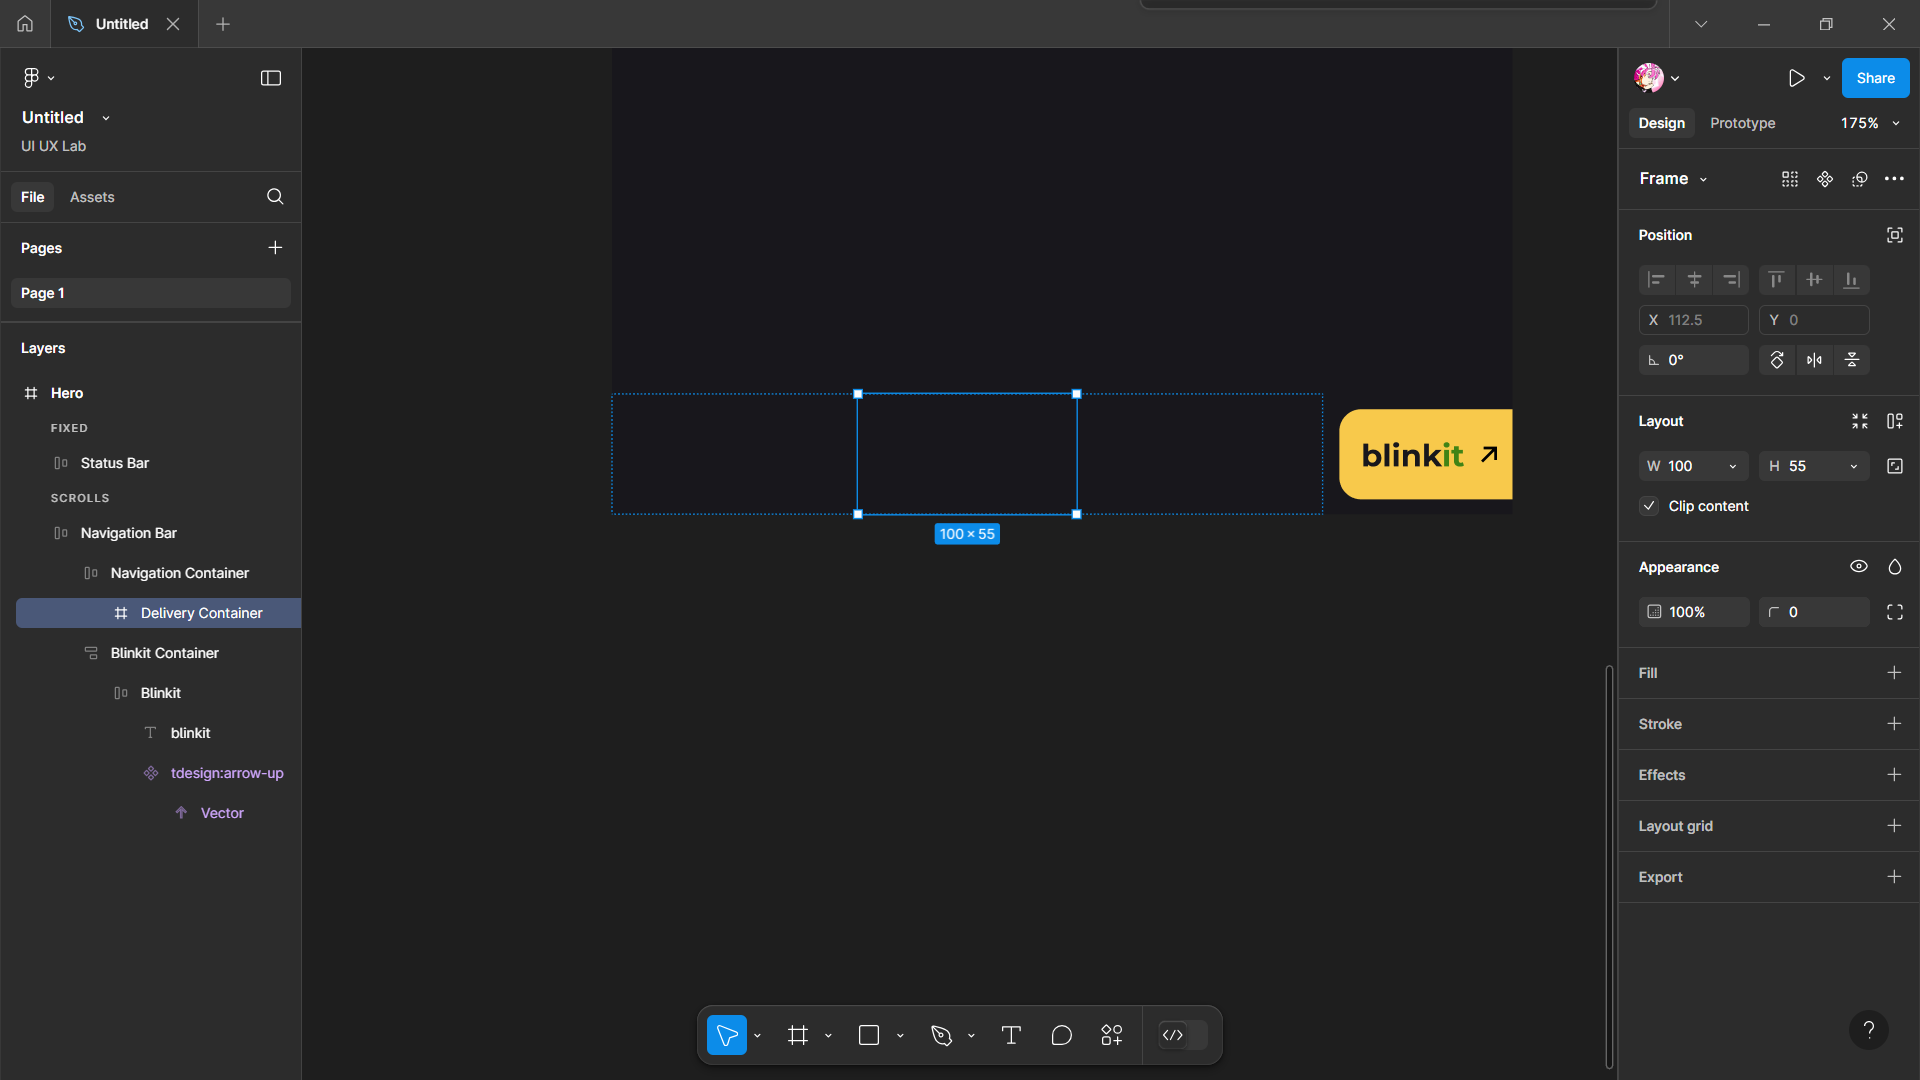 Untitled
Untitled
UI UX Lab
File
Assets
Pages
Page 1
Layers
Hero
FIXED
Status Bar
SCROLLS
Navigation Bar
Navigation Container
Delivery Container
Blinkit Container
Blinkit
blinkit
tdesign:arrow-up
Vector
blinkit
100 × 55
Share
Design
Prototype
175%
Frame
Position
X 112.5
Y 0
0°
Layout
W 100
H 55
Clip content
Appearance
100%
0
Fill
Stroke
Effects
Layout grid
Export
?